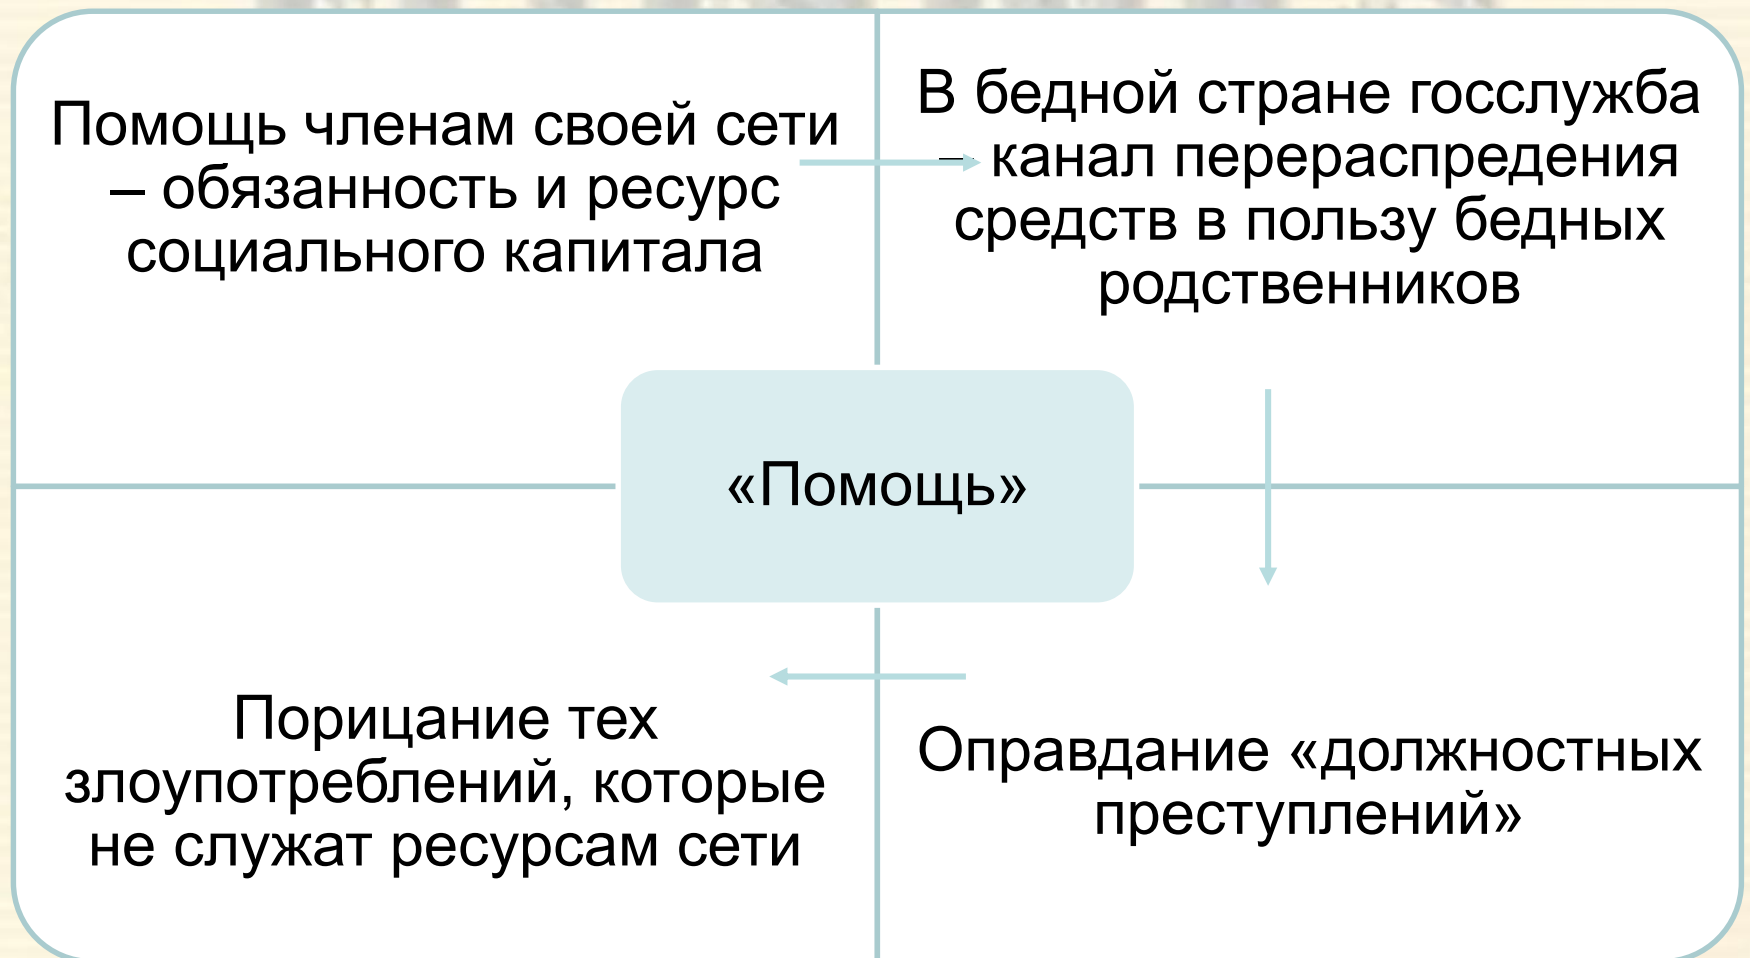 Помощь членам своей сети
– обязанность и ресурс
социального капитала
В бедной стране госслужба
– канал перераспредения
средств в пользу бедных
родственников
«Помощь»
Порицание тех
злоупотреблений, которые
не служат ресурсам сети
Оправдание «должностных
преступлений»